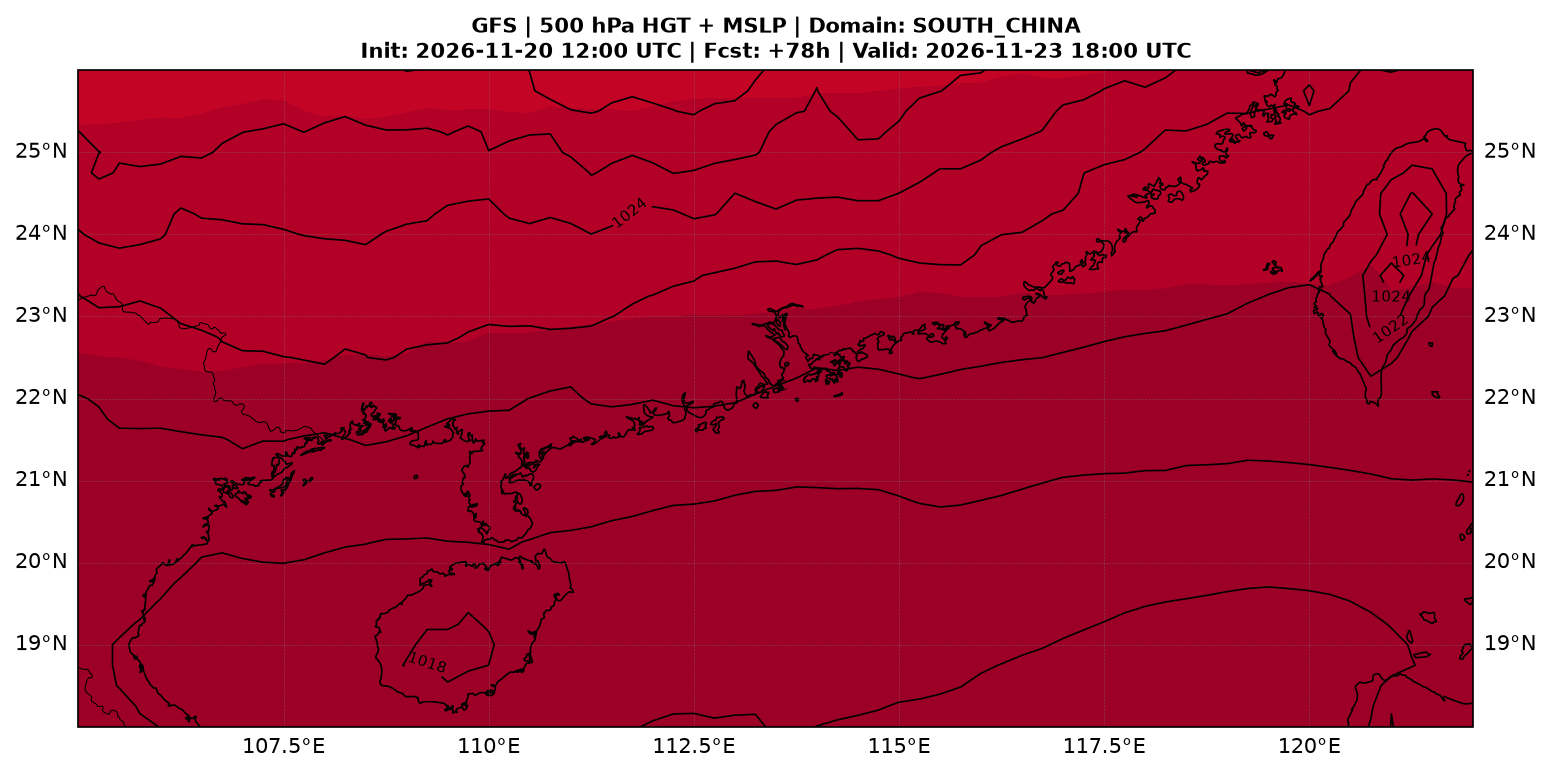 GFS | 500 hPa HGT + MSLP | Domain: SOUTH_CHINA
Init: 2026-11-20 12:00 UTC | Fcst: +78h | Valid: 2026-11-23 18:00 UTC
25°N 25°N
24°N 24°N
1024
1024
1024
23°N 23°N
1022
22°N 22°N
21°N 21°N
20°N 20°N
19°N 19°N
1018
107.5°E 110°E 112.5°E 115°E 117.5°E 120°E